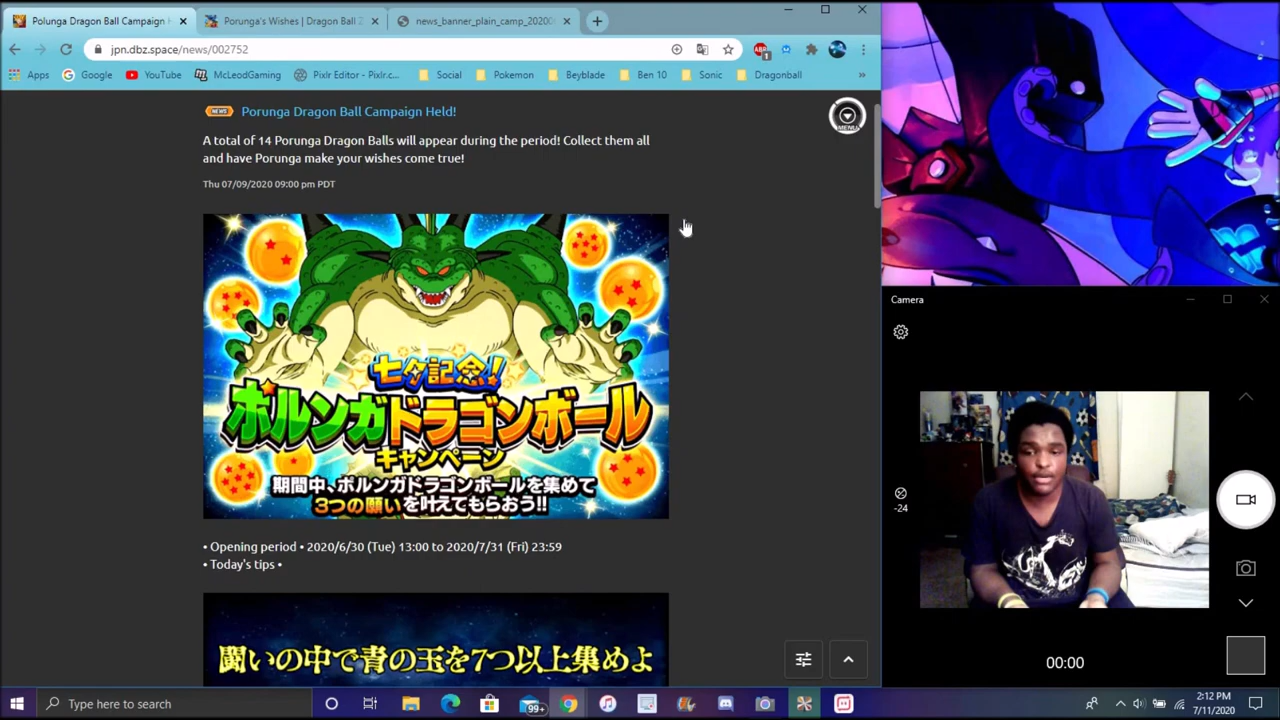 Polunga Dragon Ball Campaign H
Porunga's Wishes | Dragon Ball Z
news_banner_plain_camp_20200
jpn.dbz.space/news/002752
ABP
1
Apps
Google
YouTube
McLeodGaming
Pixlr Editor - Pixlr.c...
Social
Pokemon
Beyblade
Ben 10
Sonic
Dragonball
»
NEWS
Porunga Dragon Ball Campaign Held!
MENU
A total of 14 Porunga Dragon Balls will appear during the period! Collect them all
and have Porunga make your wishes come true!
Thu 07/09/2020 09:00 pm PDT
七夕記念!
ポルンガドラゴンボール
キャンペーン
期間中、ポルンガドラゴンボールを集めて
3つの願いを叶えてもらおう!!
• Opening period • 2020/6/30 (Tue) 13:00 to 2020/7/31 (Fri) 23:59
• Today's tips •
闘いの中で青の玉を7つ以上集めよ
Camera
-24
00:00
Type here to search
99+
2:12 PM
7/11/2020